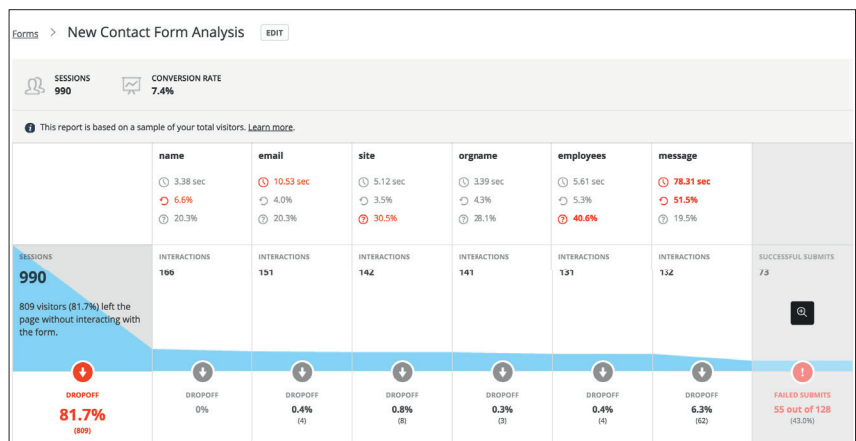 Forms > New Contact Form Analysis EDIT
SESSIONS
990
CONVERSION RATE
7.4%
This report is based on a sample of your total visitors. Learn more.
name email site orgname employees message
3.38 sec 10.53 sec 5.12 sec 3.39 sec 5.61 sec 78.31 sec
6.6% 4.0% 3.5% 4.3% 5.3% 51.5%
20.3% 20.3% 30.5% 28.1% 40.6% 19.5%
SESSIONS INTERACTIONS INTERACTIONS INTERACTIONS INTERACTIONS INTERACTIONS INTERACTIONS SUCCESSFUL SUBMITS
990 166 151 142 141 131 132 73
809 visitors (81.7%) left the
page without interacting with
the form.
DROPOFF DROPOFF DROPOFF DROPOFF DROPOFF DROPOFF DROPOFF FAILED SUBMITS
81.7% 0% 0.4% 0.8% 0.3% 0.4% 6.3% 55 out of 128
(809) (4) (8) (3) (4) (62) (43.0%)